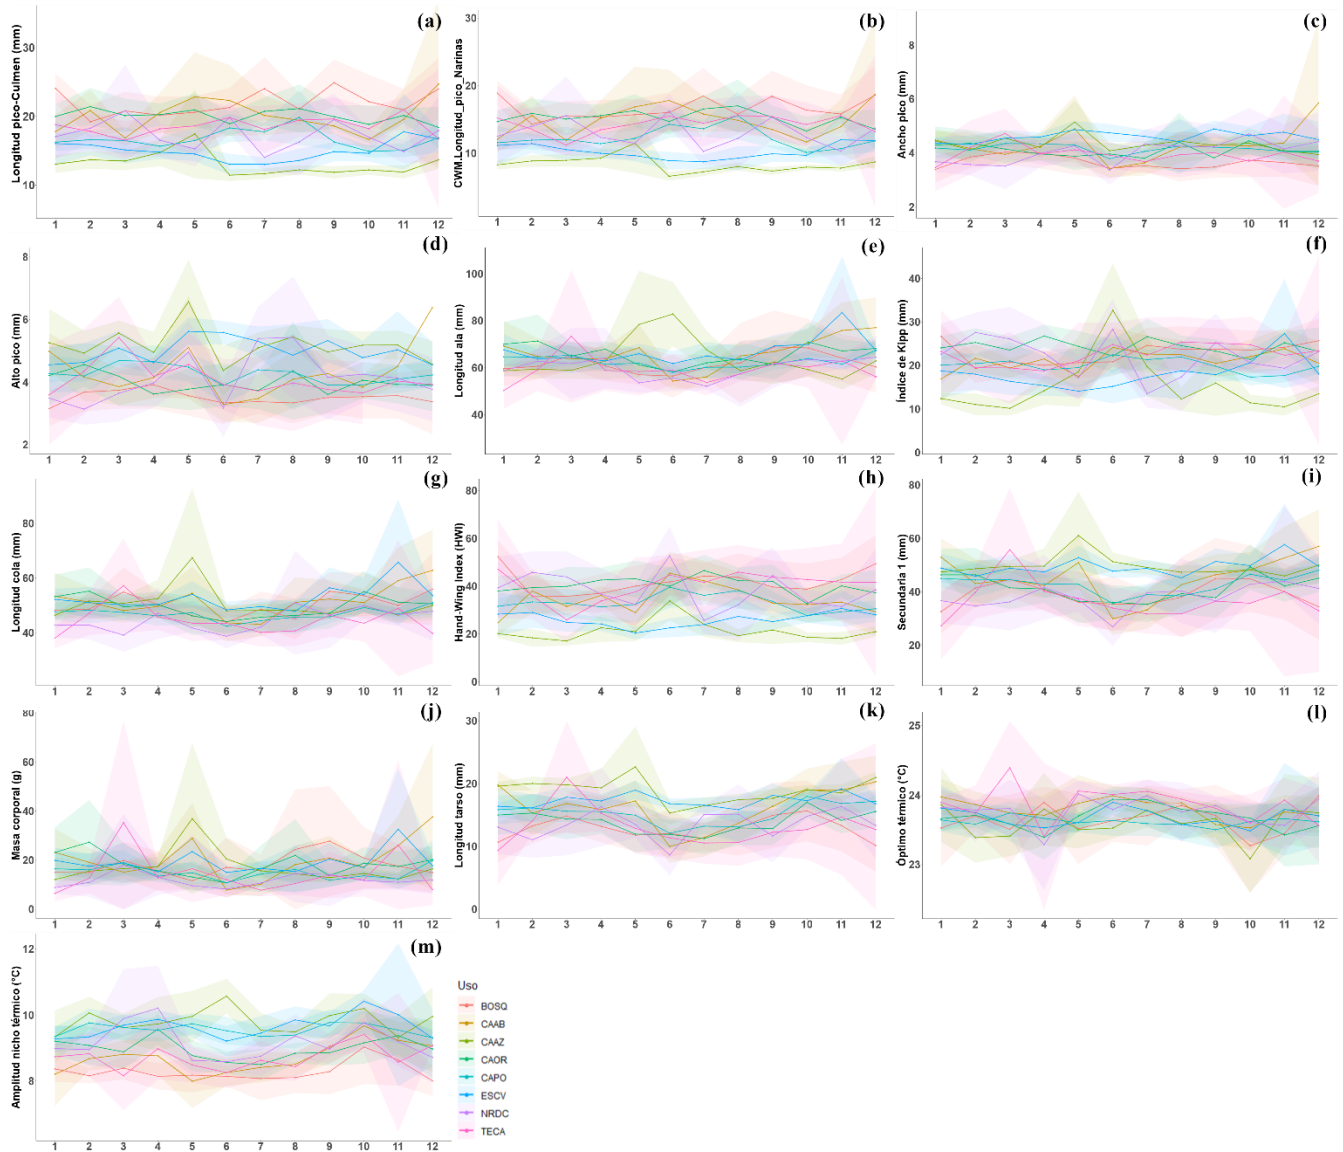 (a)
Longitud pico-Culmen (mm)
30
20
10
1 2 3 4 5 6 7 8 9 10 11 12
(b)
CWM.Longitud_pico_Narinas
30
20
10
1 2 3 4 5 6 7 8 9 10 11 12
(c)
Ancho pico (mm)
8
6
4
2
1 2 3 4 5 6 7 8 9 10 11 12
(d)
Alto pico (mm)
8
6
4
2
1 2 3 4 5 6 7 8 9 10 11 12
(e)
Longitud ala (mm)
100
80
60
40
1 2 3 4 5 6 7 8 9 10 11 12
(f)
Índice de Kipp (mm)
40
30
20
10
0
1 2 3 4 5 6 7 8 9 10 11 12
(g)
Longitud cola (mm)
80
60
40
1 2 3 4 5 6 7 8 9 10 11 12
(h)
Hand-Wing Index (HWI)
80
60
40
20
0
1 2 3 4 5 6 7 8 9 10 11 12
(i)
Secundaria 1 (mm)
80
60
40
20
1 2 3 4 5 6 7 8 9 10 11 12
(j)
Masa corporal (g)
80
60
40
20
0
1 2 3 4 5 6 7 8 9 10 11 12
(k)
Longitud tarso (mm)
30
20
10
0
1 2 3 4 5 6 7 8 9 10 11 12
(l)
Óptimo térmico (°C)
25
24
23
1 2 3 4 5 6 7 8 9 10 11 12
(m)
Amplitud nicho térmico (°C)
12
10
8
1 2 3 4 5 6 7 8 9 10 11 12
Uso
BOSQ
CAAB
CAAZ
CAOR
CAPO
ESCV
NRDC
TECA